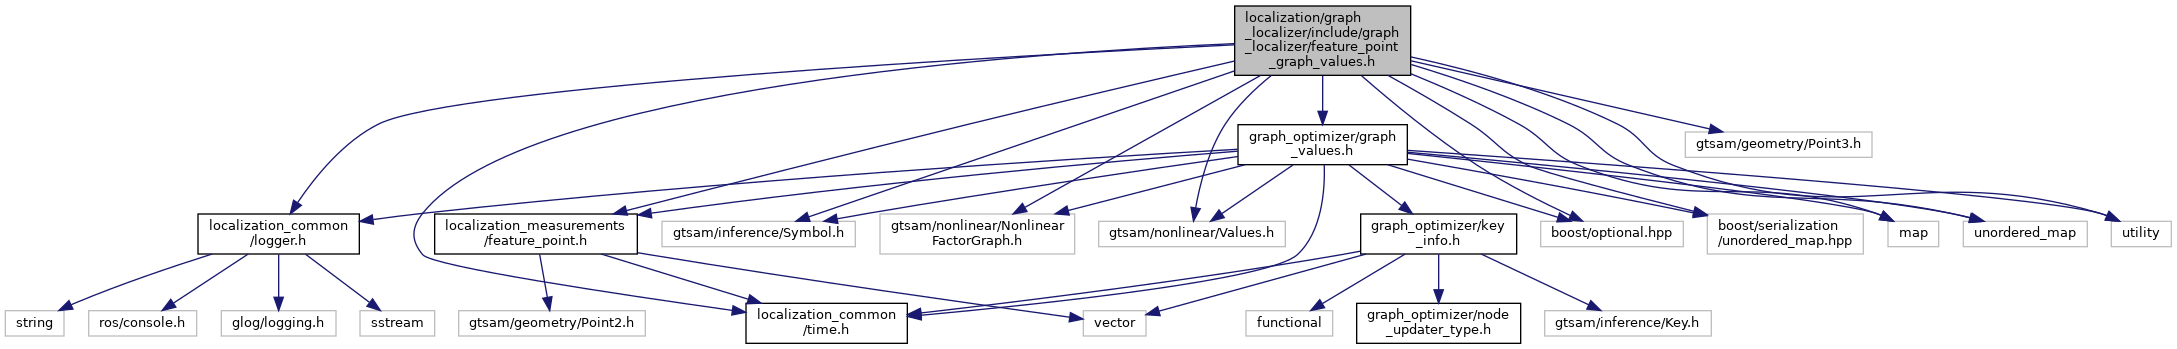 localization/graph
_localizer/include/graph
_localizer/feature_point
_graph_values.h
graph_optimizer/graph
_values.h
gtsam/geometry/Point3.h
localization_common
/logger.h
localization_measurements
/feature_point.h
gtsam/inference/Symbol.h
gtsam/nonlinear/Nonlinear
FactorGraph.h
gtsam/nonlinear/Values.h
graph_optimizer/key
_info.h
boost/optional.hpp
boost/serialization
/unordered_map.hpp
map
unordered_map
utility
string
ros/console.h
glog/logging.h
sstream
gtsam/geometry/Point2.h
localization_common
/time.h
vector
functional
graph_optimizer/node
_updater_type.h
gtsam/inference/Key.h